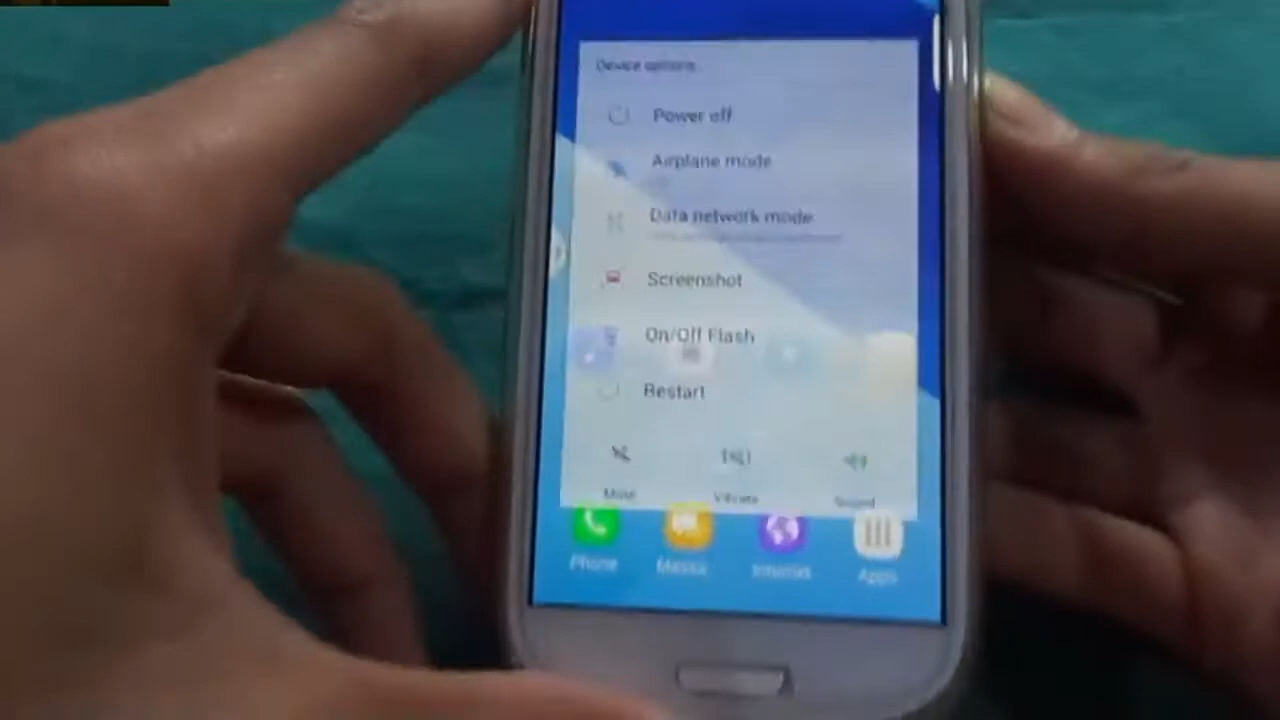 Device options
Power off
Airplane mode
Data network mode
Screenshot
On/Off Flash
Restart
Mute Vibrate Sound
Phone Internet Apps